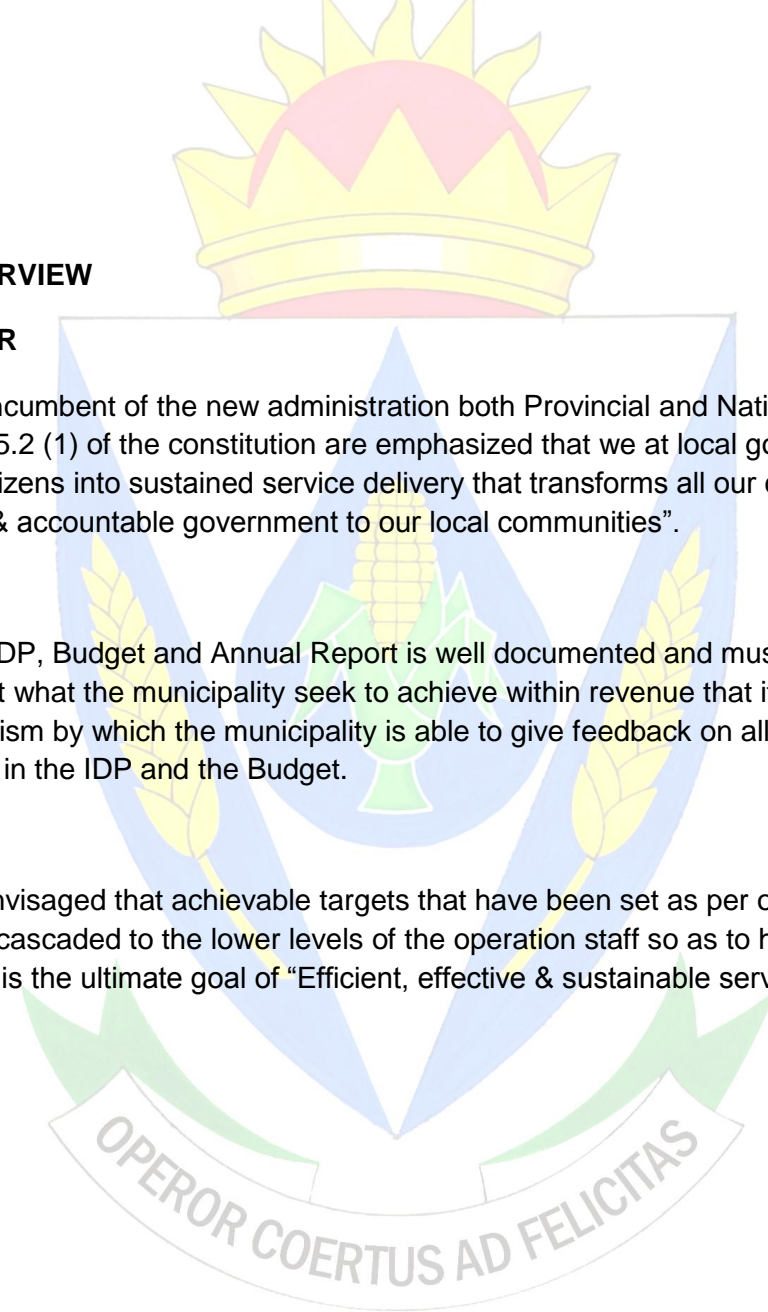 RVIEW
R
ncumbent of the new administration both Provincial and Nati
5.2 (1) of the constitution are emphasized that we at local go
izens into sustained service delivery that transforms all our
& accountable government to our local communities”.
DP, Budget and Annual Report is well documented and mus
t what the municipality seek to achieve within revenue that i
ism by which the municipality is able to give feedback on all
in the IDP and the Budget.
nvisaged that achievable targets that have been set as per
cascaded to the lower levels of the operation staff so as to h
is the ultimate goal of “Efficient, effective & sustainable serv
OPEROR COERTUS AD FELICITAS